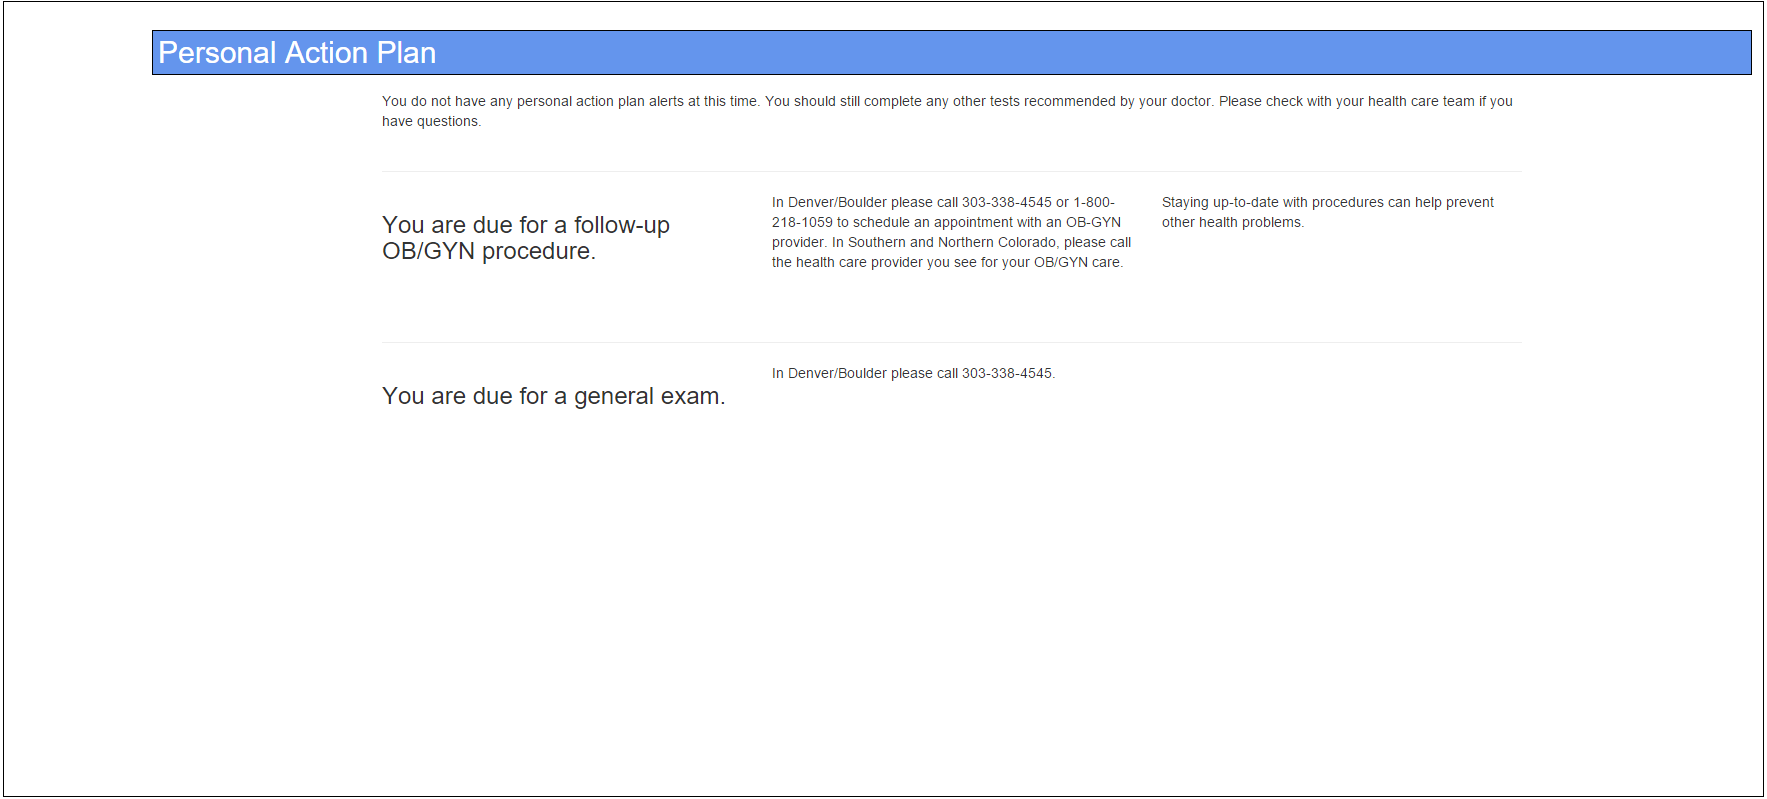 Personal Action Plan
You do not have any personal action plan alerts at this time. You should still complete any other tests recommended by your doctor. Please check with your health care team if you
have questions.
You are due for a follow-up
OB/GYN procedure.
In Denver/Boulder please call 303-338-4545 or 1-800-
218-1059 to schedule an appointment with an OB-GYN
provider. In Southern and Northern Colorado, please call
the health care provider you see for your OB/GYN care.
Staying up-to-date with procedures can help prevent
other health problems.
You are due for a general exam.
In Denver/Boulder please call 303-338-4545.